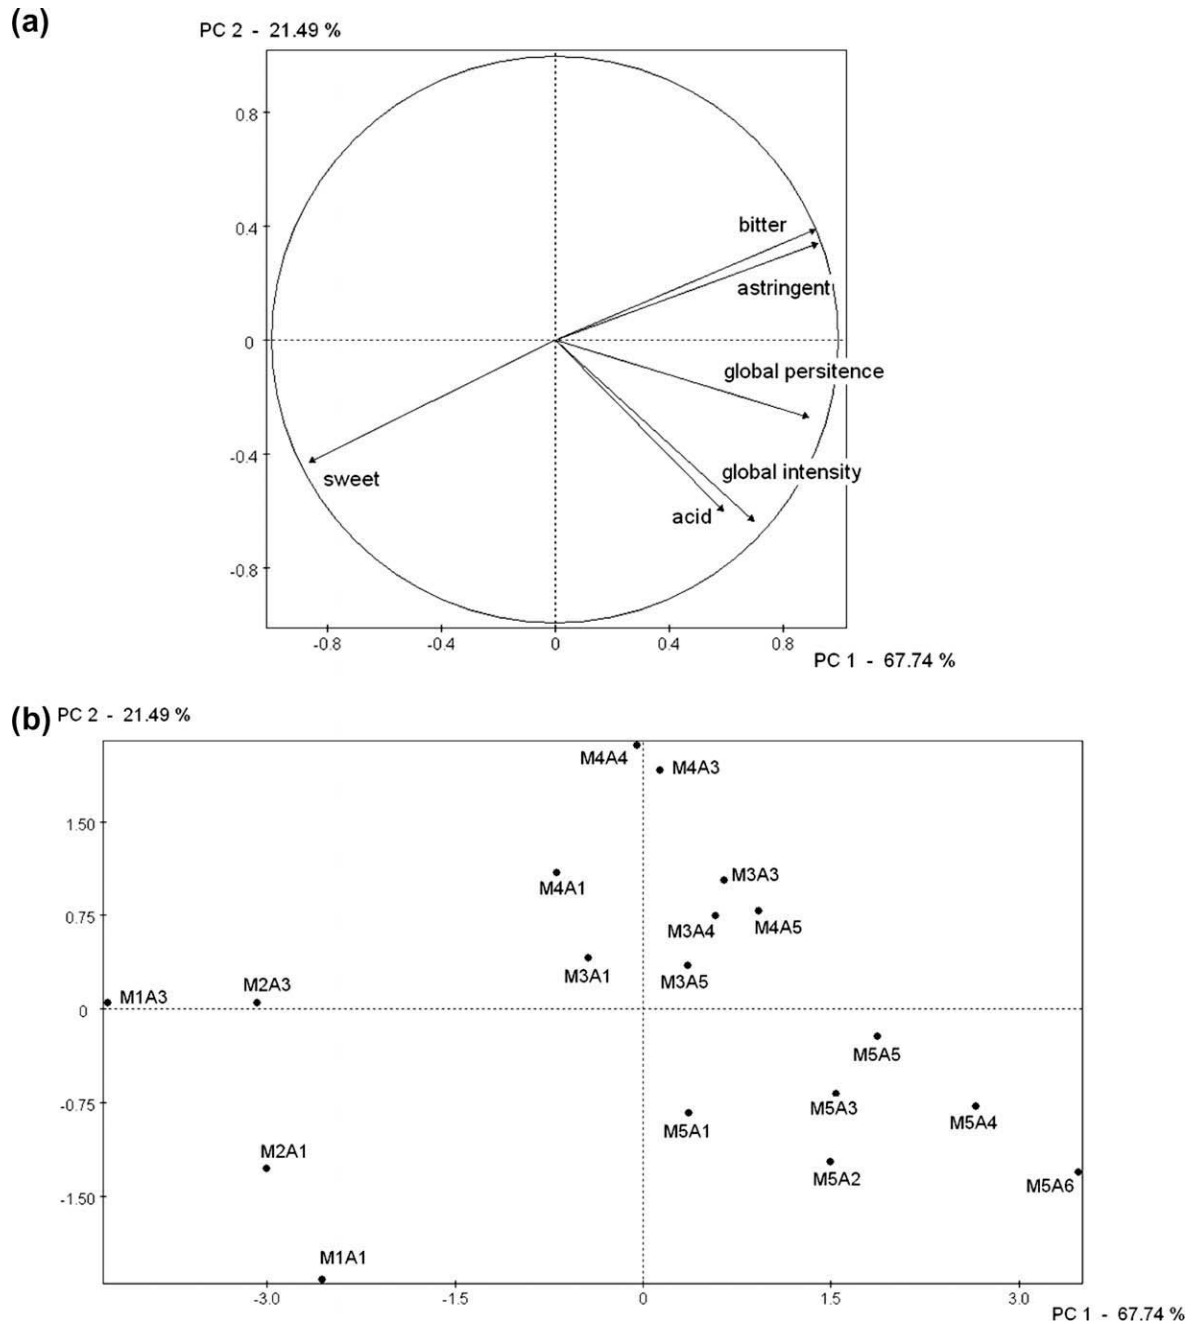 (a)
PC 2 - 21.49 %
0.8
0.4
bitter
astringent
0
global persitence
-0.4
global intensity
sweet
acid
-0.8
-0.8 -0.4 0 0.4 0.8
PC 1 - 67.74 %
(b) PC 2 - 21.49 %
M4A4 M4A3
1.50
M3A3
M4A1
0.75
M3A4 M4A5
M3A1 M3A5
M1A3 M2A3
0
M5A5
-0.75
M5A3
M5A1 M5A4
M2A1
M5A2 M5A6
-1.50
M1A1
-3.0 -1.5 0 1.5 3.0
PC 1 - 67.74 %